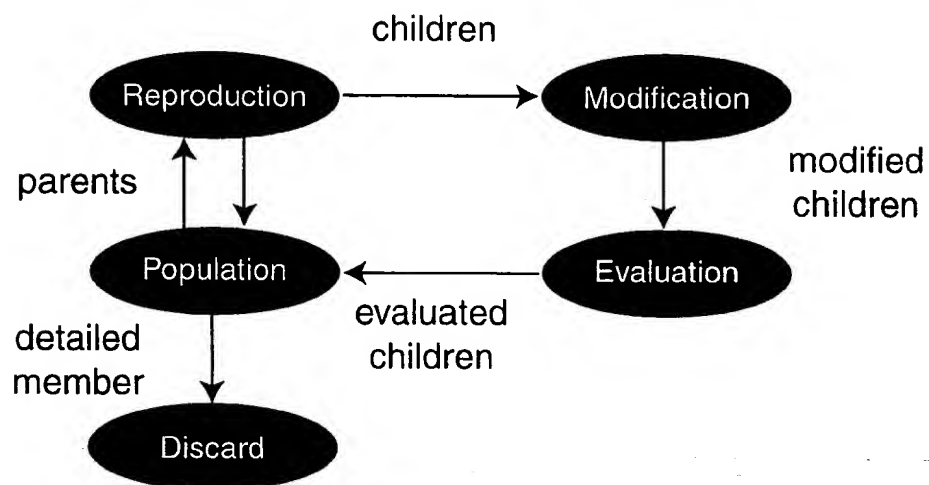 children
Reproduction
Modification
parents
modified
children
Population
Evaluation
detailed
member
evaluated
children
Discard